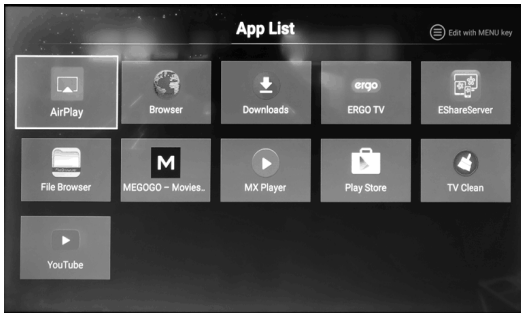 App List
Edit with MENU key
AirPlay
Browser
Downloads
ergo
ERGO TV
EShareServer
File Browser
M
MEGOGO – Movies..
MX Player
Play Store
TV Clean
YouTube